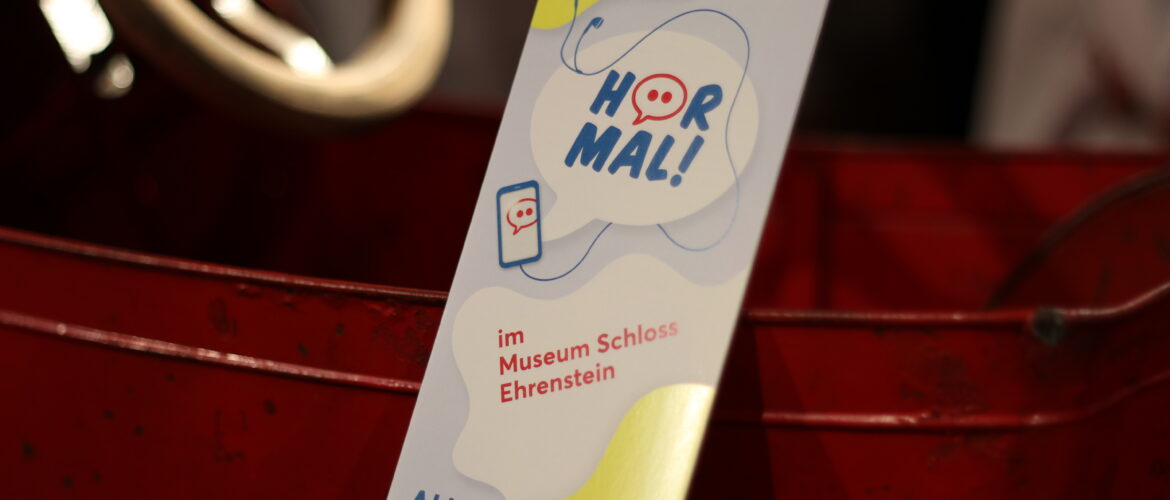 HÖR
MAL!
im
Museum Schloss
Ehrenstein